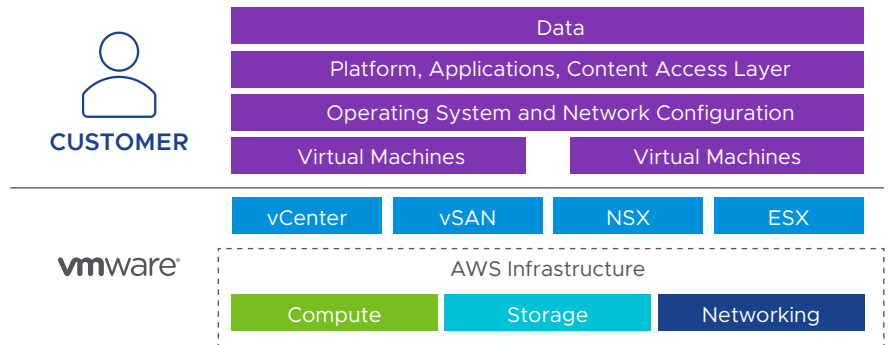 Data
Platform, Applications, Content Access Layer
Operating System and Network Configuration
CUSTOMER
Virtual Machines
Virtual Machines
vCenter
vSAN
NSX
ESX
vmware®
AWS Infrastructure
Compute
Storage
Networking